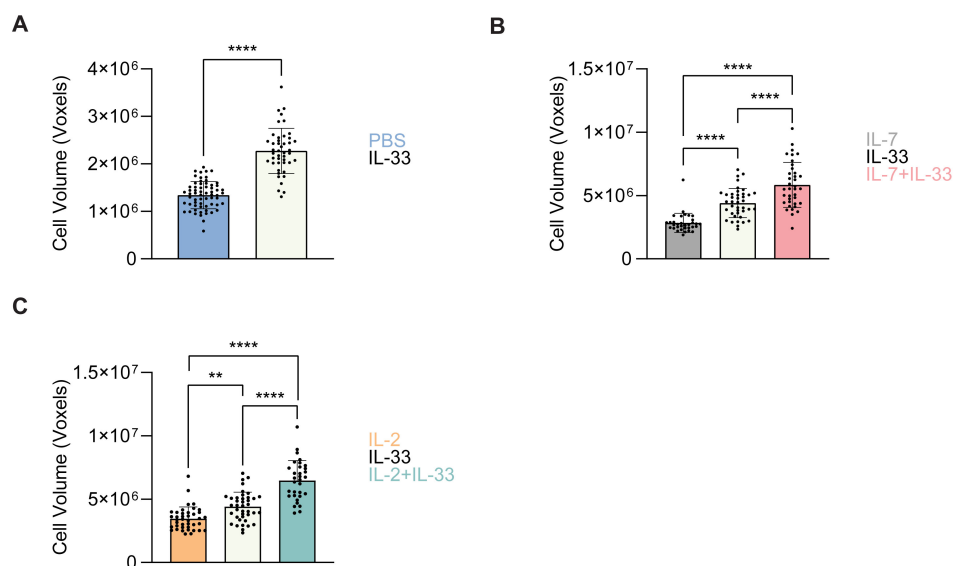 A
Cell Volume (Voxels)
4×10⁶
3×10⁶
2×10⁶
1×10⁶
0
****
PBS
IL-33
B
Cell Volume (Voxels)
1.5×10⁷
1×10⁷
5×10⁶
0
****
****
****
IL-7
IL-33
IL-7+IL-33
C
Cell Volume (Voxels)
1.5×10⁷
1×10⁷
5×10⁶
0
****
**
****
IL-2
IL-33
IL-2+IL-33